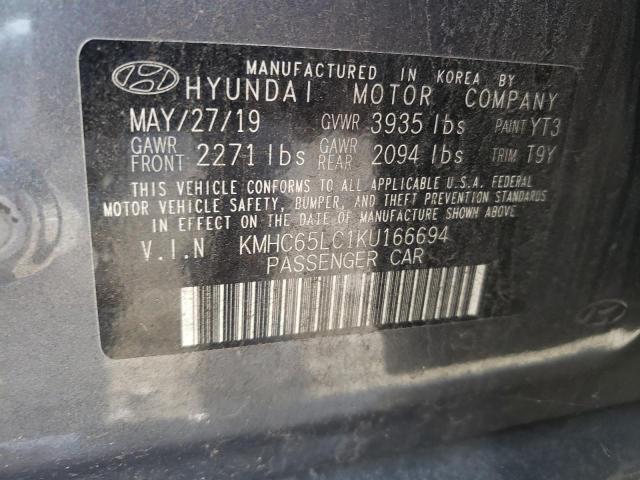 MANUFACTURED IN KOREA BY
HYUNDAI MOTOR COMPANY
MAY/27/19 GVWR 3935 lbs PAINT YT3
GAWR FRONT 2271 lbs GAWR REAR 2094 lbs TRIM T9Y
THIS VEHICLE CONFORMS TO ALL APPLICABLE U.S.A. FEDERAL
MOTOR VEHICLE SAFETY, BUMPER, AND THEFT PREVENTION STANDARDS
IN EFFECT ON THE DATE OF MANUFACTURE SHOWN ABOVE.
V.I.N KMHC65LC1KU166694
PASSENGER CAR